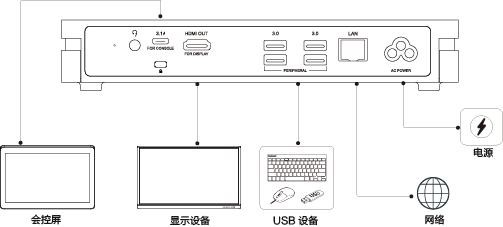 3.1
HDMI OUT
3.0
3.0
LAN
FOR CONSOLE
FOR DISPLAY
PERIPHERAL
AC POWER
电源
会控屏
显示设备
USB 设备
网络